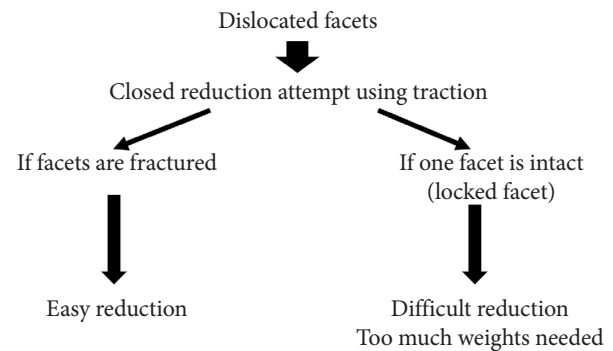 Dislocated facets
Closed reduction attempt using traction
If facets are fractured
If one facet is intact
(locked facet)
Easy reduction
Difficult reduction
Too much weights needed